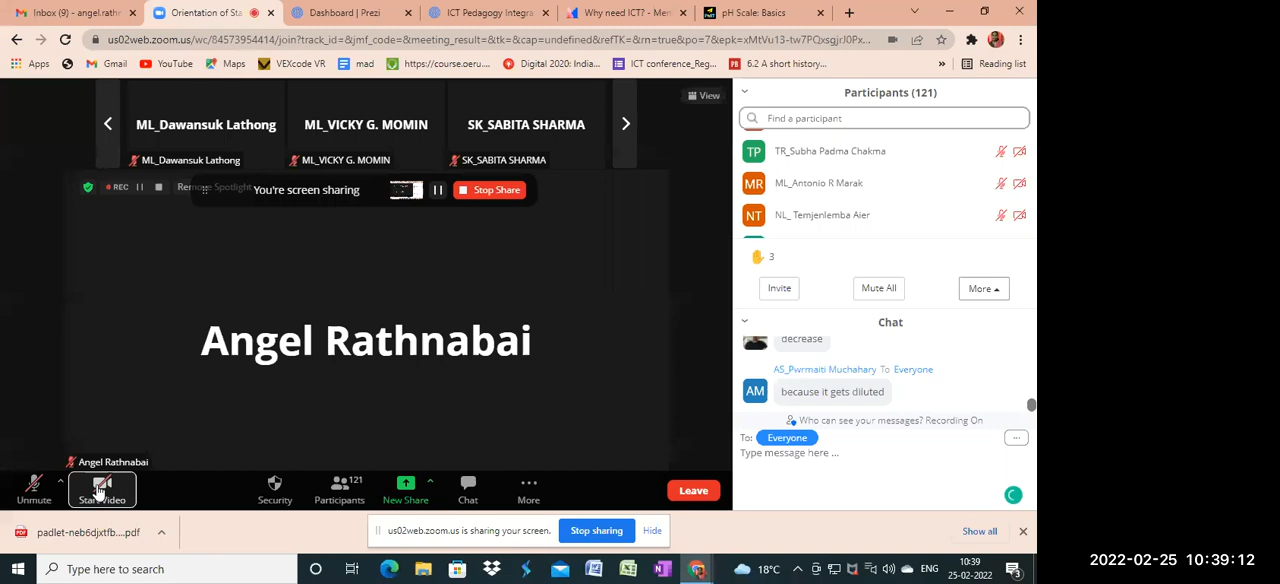 Inbox (9) - angel.rathn
Orientation of Sta
Dashboard | Prezi
ICT Pedagogy Integra
Why need ICT? - Men
pH Scale: Basics
us02web.zoom.us/wc/84573954414/join?track_id=&jmf_code=&meeting_result=&tk=&cap=undefined&refTK=&rn=true&po=7&epk=xMtVu13-tw7PQxsgjrJ0Px...
Apps
Gmail
YouTube
Maps
VEXcode VR
mad
https://course.oeru....
Digital 2020: India...
ICT conference_Reg...
6.2 A short history...
»
Reading list
ML_Dawansuk Lathong
ML_VICKY G. MOMIN
SK_SABITA SHARMA
View
ML_Dawansuk Lathong
ML_VICKY G. MOMIN
SK_SABITA SHARMA
REC
Remove Spotlight
You're screen sharing
Stop Share
Angel Rathnabai
Angel Rathnabai
Unmute
Start Video
Security
121
Participants
New Share
Chat
More
Leave
Participants (121)
Find a participant
TP
TR_Subha Padma Chakma
MR
ML_Antonio R Marak
NT
NL_ Temjenlemba Aier
3
Invite
Mute All
More
Chat
decrease
AS_Pwrmaiti Muchahary To Everyone
AM
because it gets diluted
Who can see your messages? Recording On
To: Everyone
Type message here ...
padlet-neb6djxtfb....pdf
us02web.zoom.us is sharing your screen.
Stop sharing
Hide
Show all
Type here to search
18°C
ENG
10:39
25-02-2022
3
2022-02-25 10:39:12